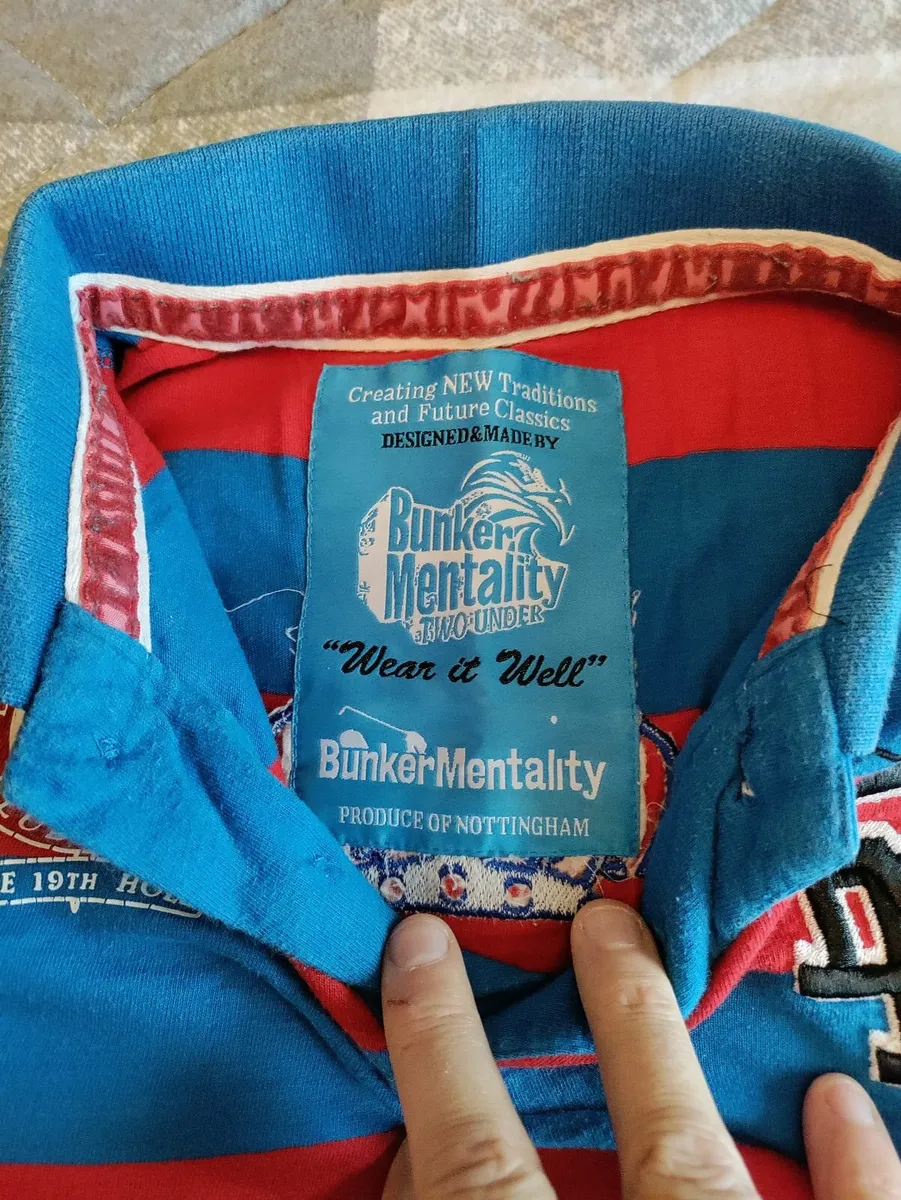 Creating NEW Traditions
and Future Classics
DESIGNED&MADE BY
Bunker
Mentality
TWO UNDER
"Wear it Well"
BunkerMentality
PRODUCE OF NOTTINGHAM
E 19TH HO